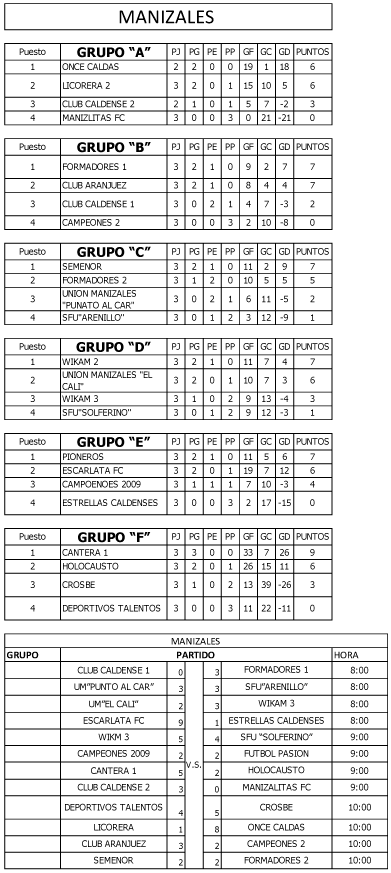 MANIZALES
Puesto GRUPO "A" PJ PG PE PP GF GC GD PUNTOS
1 ONCE CALDAS 2 2 0 0 19 1 18 6
2 LICORERA 2 3 2 0 1 15 10 5 6
3 CLUB CALDENSE 2 2 1 0 1 5 7 -2 3
4 MANIZLITAS FC 3 0 0 3 0 21 -21 0
Puesto GRUPO "B" PJ PG PE PP GF GC GD PUNTOS
1 FORMADORES 1 3 2 1 0 9 2 7 7
2 CLUB ARANJUEZ 3 2 1 0 8 4 4 7
3 CLUB CALDENSE 1 3 0 2 1 4 7 -3 2
4 CAMPEONES 2 3 0 0 3 2 10 -8 0
Puesto GRUPO "C" PJ PG PE PP GF GC GD PUNTOS
1 SEMENOR 3 2 1 0 11 2 9 7
2 FORMADORES 2 3 1 2 0 10 5 5 5
3 UNION MANIZALES "PUNATO AL CAR" 3 0 2 1 6 11 -5 2
4 SFU"ARENILLO" 3 0 1 2 3 12 -9 1
Puesto GRUPO "D" PJ PG PE PP GF GC GD PUNTOS
1 WIKAM 2 3 2 1 0 11 7 4 7
2 UNION MANIZALES "EL CALI" 3 2 0 1 10 7 3 6
3 WIKAM 3 3 1 0 2 9 13 -4 3
4 SFU"SOLFERINO" 3 0 1 2 9 12 -3 1
Puesto GRUPO "E" PJ PG PE PP GF GC GD PUNTOS
1 PIONEROS 3 2 1 0 11 5 6 7
2 ESCARLATA FC 3 2 0 1 19 7 12 6
3 CAMPOENOES 2009 3 1 1 1 7 10 -3 4
4 ESTRELLAS CALDENSES 3 0 0 3 2 17 -15 0
Puesto GRUPO "F" PJ PG PE PP GF GC GD PUNTOS
1 CANTERA 1 3 3 0 0 33 7 26 9
2 HOLOCAUSTO 3 2 0 1 26 15 11 6
3 CROSBE 3 1 0 2 13 39 -26 3
4 DEPORTIVOS TALENTOS 3 0 0 3 11 22 -11 0
MANIZALES
GRUPO PARTIDO HORA
CLUB CALDENSE 1 0 3 FORMADORES 1 8:00
UM"PUNTO AL CAR" 3 3 SFU"ARENILLO" 8:00
UM"EL CALI" 2 3 WIKAM 3 8:00
ESCARLATA FC 9 1 ESTRELLAS CALDENSES 8:00
WIKM 3 5 4 SFU "SOLFERINO" 9:00
CAMPEONES 2009 2 2 FUTBOL PASION 9:00
V.S.
CANTERA 1 5 2 HOLOCAUSTO 9:00
CLUB CALDENSE 2 3 0 MANIZALITAS FC 9:00
DEPORTIVOS TALENTOS 4 5 CROSBE 10:00
LICORERA 1 8 ONCE CALDAS 10:00
CLUB ARANJUEZ 3 2 CAMPEONES 2 10:00
SEMENOR 2 2 FORMADORES 2 10:00